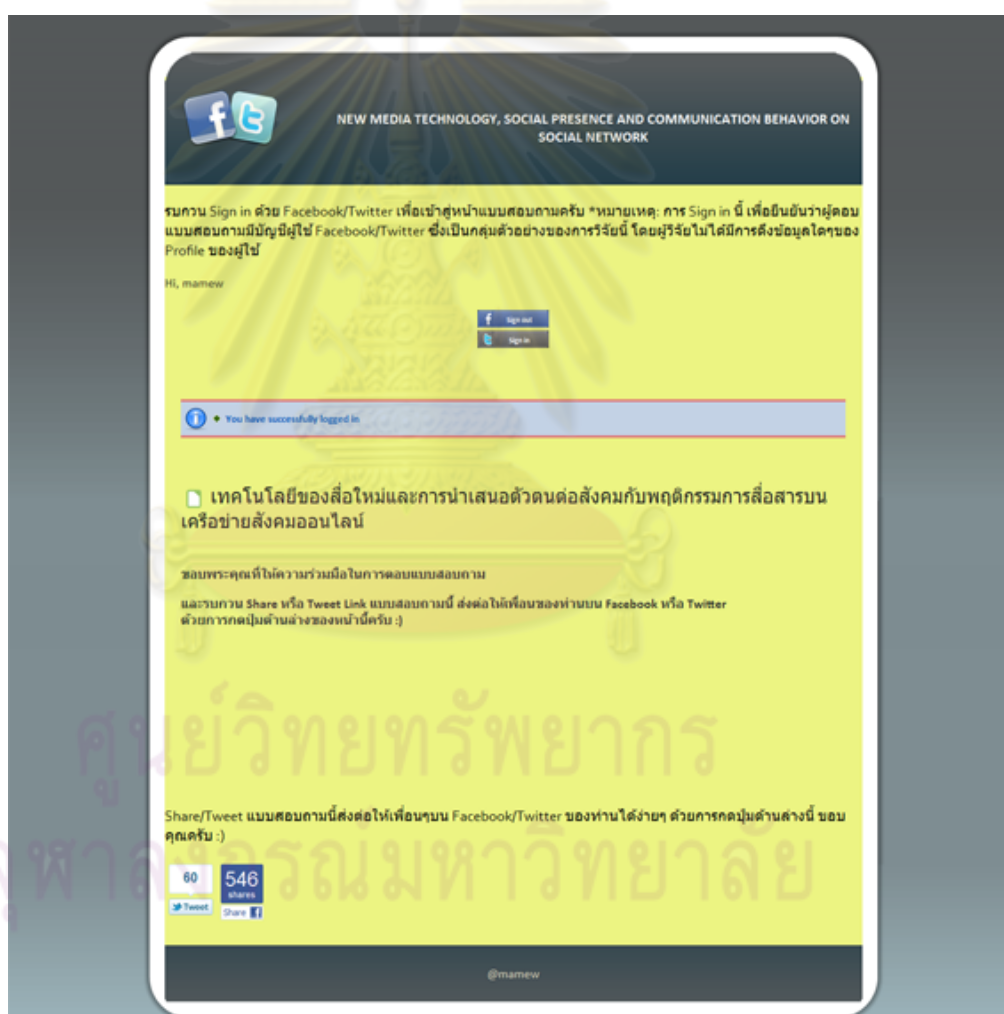 NEW MEDIA TECHNOLOGY, SOCIAL PRESENCE AND COMMUNICATION BEHAVIOR ON
SOCIAL NETWORK
รบกวน Sign in ด้วย Facebook/Twitter เพื่อเข้าสู่หน้าแบบสอบถามครับ *หมายเหตุ: การ Sign in นี้ เพื่อยืนยันว่าผู้ตอบ
แบบสอบถามมีบัญชีผู้ใช้ Facebook/Twitter ซึ่งเป็นกลุ่มตัวอย่างของการวิจัยนี้ โดยผู้วิจัยไม่ได้มีการดึงข้อมูลใดๆของ
Profile ของผู้ใช้
Hi, mamew
Sign out
Sign in
You have successfully logged in
เทคโนโลยีของสื่อใหม่และการนำเสนอตัวตนต่อสังคมกับพฤติกรรมการสื่อสารบน
เครือข่ายสังคมออนไลน์
ขอบพระคุณที่ให้ความร่วมมือในการตอบแบบสอบถาม
และรบกวน Share หรือ Tweet Link แบบสอบถามนี้ ส่งต่อให้เพื่อนของท่านบน Facebook หรือ Twitter
ด้วยการกดปุ่มด้านล่างของหน้านี้ครับ :)
ศูนย์วิทยทรัพยากร
Share/Tweet แบบสอบถามนี้ส่งต่อให้เพื่อนๆบน Facebook/Twitter ของท่านได้ง่ายๆ ด้วยการกดปุ่มด้านล่างนี้ ขอบ
คุณครับ :)
จุฬาลงกรณ์มหาวิทยาลัย
60
546
shares
Tweet
Share
@mamew